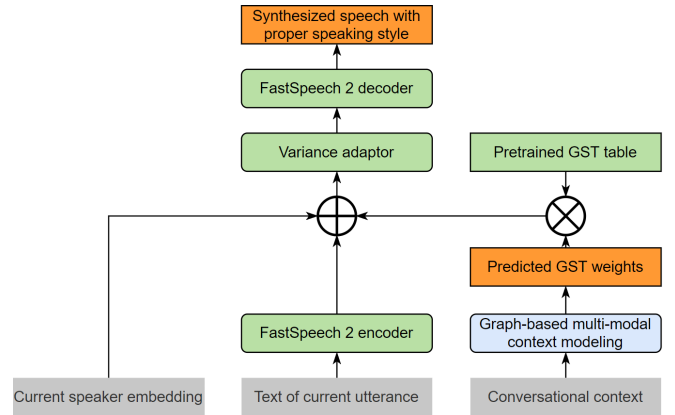 Synthesized speech with
proper speaking style
FastSpeech 2 decoder
Variance adaptor
Pretrained GST table
Predicted GST weights
FastSpeech 2 encoder
Graph-based multi-modal
context modeling
Current speaker embedding
Text of current utterance
Conversational context